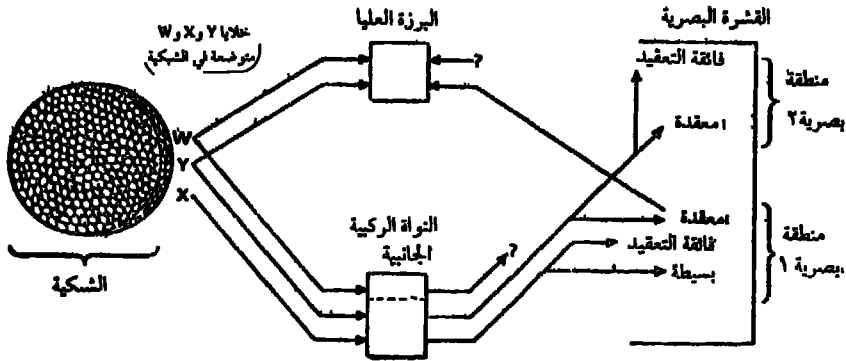 القشرة البصرية
البرزة العليا
خلايا Y و X و W
متوضعة في الشبكية
فائقة التعقيد
منطقة
بصرية ٢
معقدة
?
W
Y
X
معقدة
فائقة التعقيد
بسيطة
منطقة
بصرية ١
النواة الركبية
الجانبية
?
الشبكية